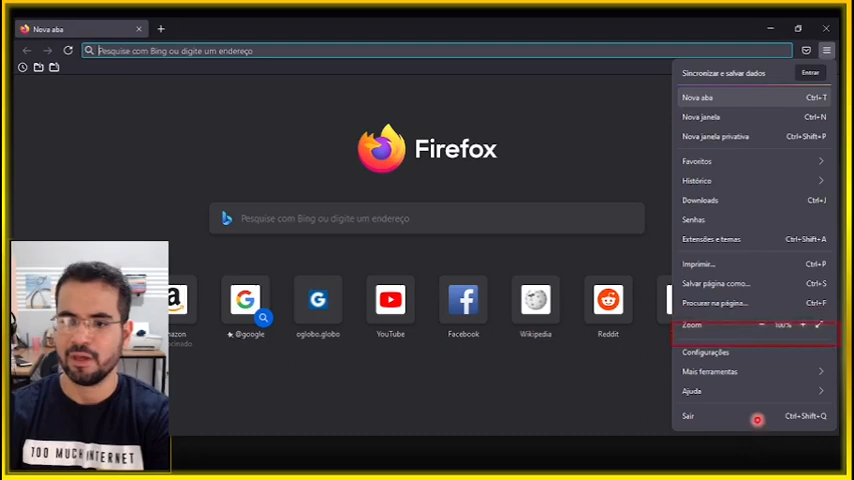 Nova aba
Pesquise com Bing ou digite um endereço
Sincronizar e salvar dados
Entrar
Nova aba Ctrl+T
Nova janela Ctrl+N
Nova janela privativa Ctrl+Shift+P
Favoritos
Histórico
Downloads Ctrl+J
Senhas
Extensões e temas Ctrl+Shift+A
Imprimir... Ctrl+P
Salvar página como... Ctrl+S
Procurar na página... Ctrl+F
Zoom − 100% +
Configurações
Mais ferramentas
Ajuda
Sair Ctrl+Shift+Q
Firefox
Pesquise com Bing ou digite um endereço
@google
oglobo.globo
YouTube
Facebook
Wikipedia
Reddit
TOO MUCH INTERNET